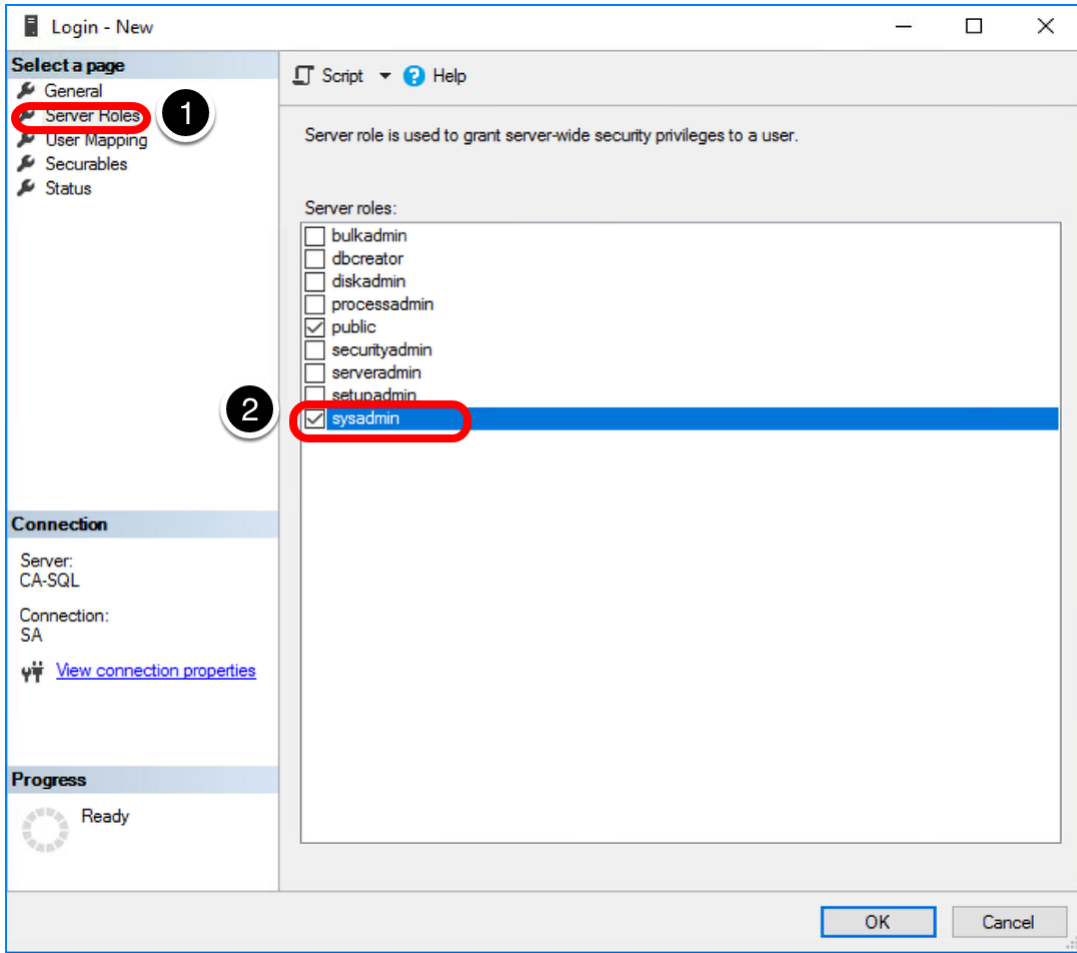 Login - New
Select a page
General
Server Roles
1
User Mapping
Securables
Status
Script
Help
Server role is used to grant server-wide security privileges to a user.
Server roles:
bulkadmin
dbcreator
diskadmin
processadmin
public
securityadmin
serveradmin
setupadmin
2
sysadmin
Connection
Server:
CA-SQL
Connection:
SA
View connection properties
Progress
Ready
OK
Cancel